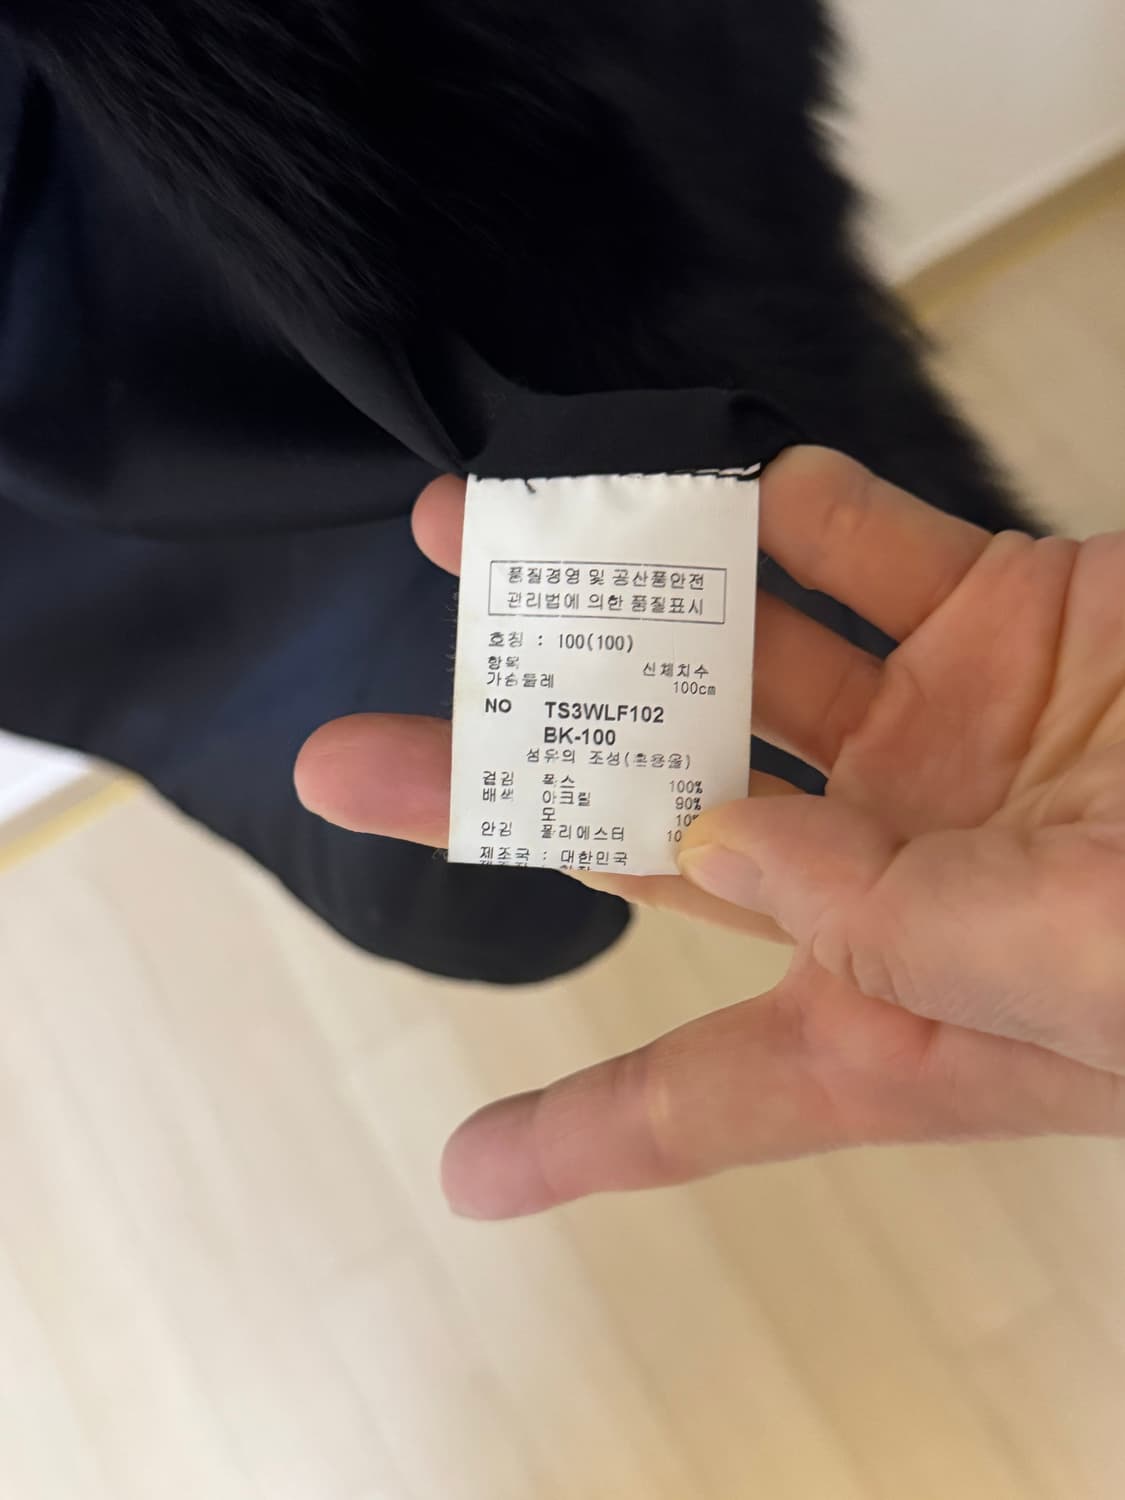 품질경영 및 공산품안전
관리법에 의한 품질표시
호칭 : 100(100)
항목 신체치수
가슴둘레 100cm
NO TS3WLF102
BK-100
섬유의 조성(혼용율)
겉감 폭스 100%
배색 아크릴 90%
모
안감 폴리에스터
제조국 : 대한민국